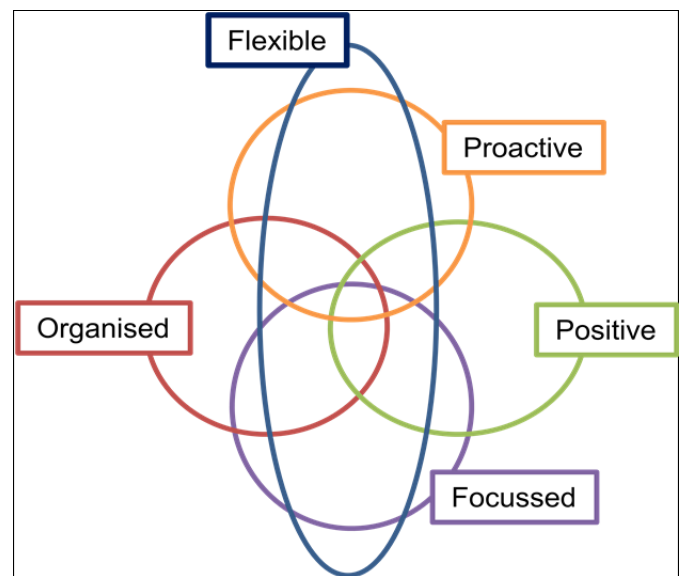 Flexible
Proactive
Organised
Positive
Focussed